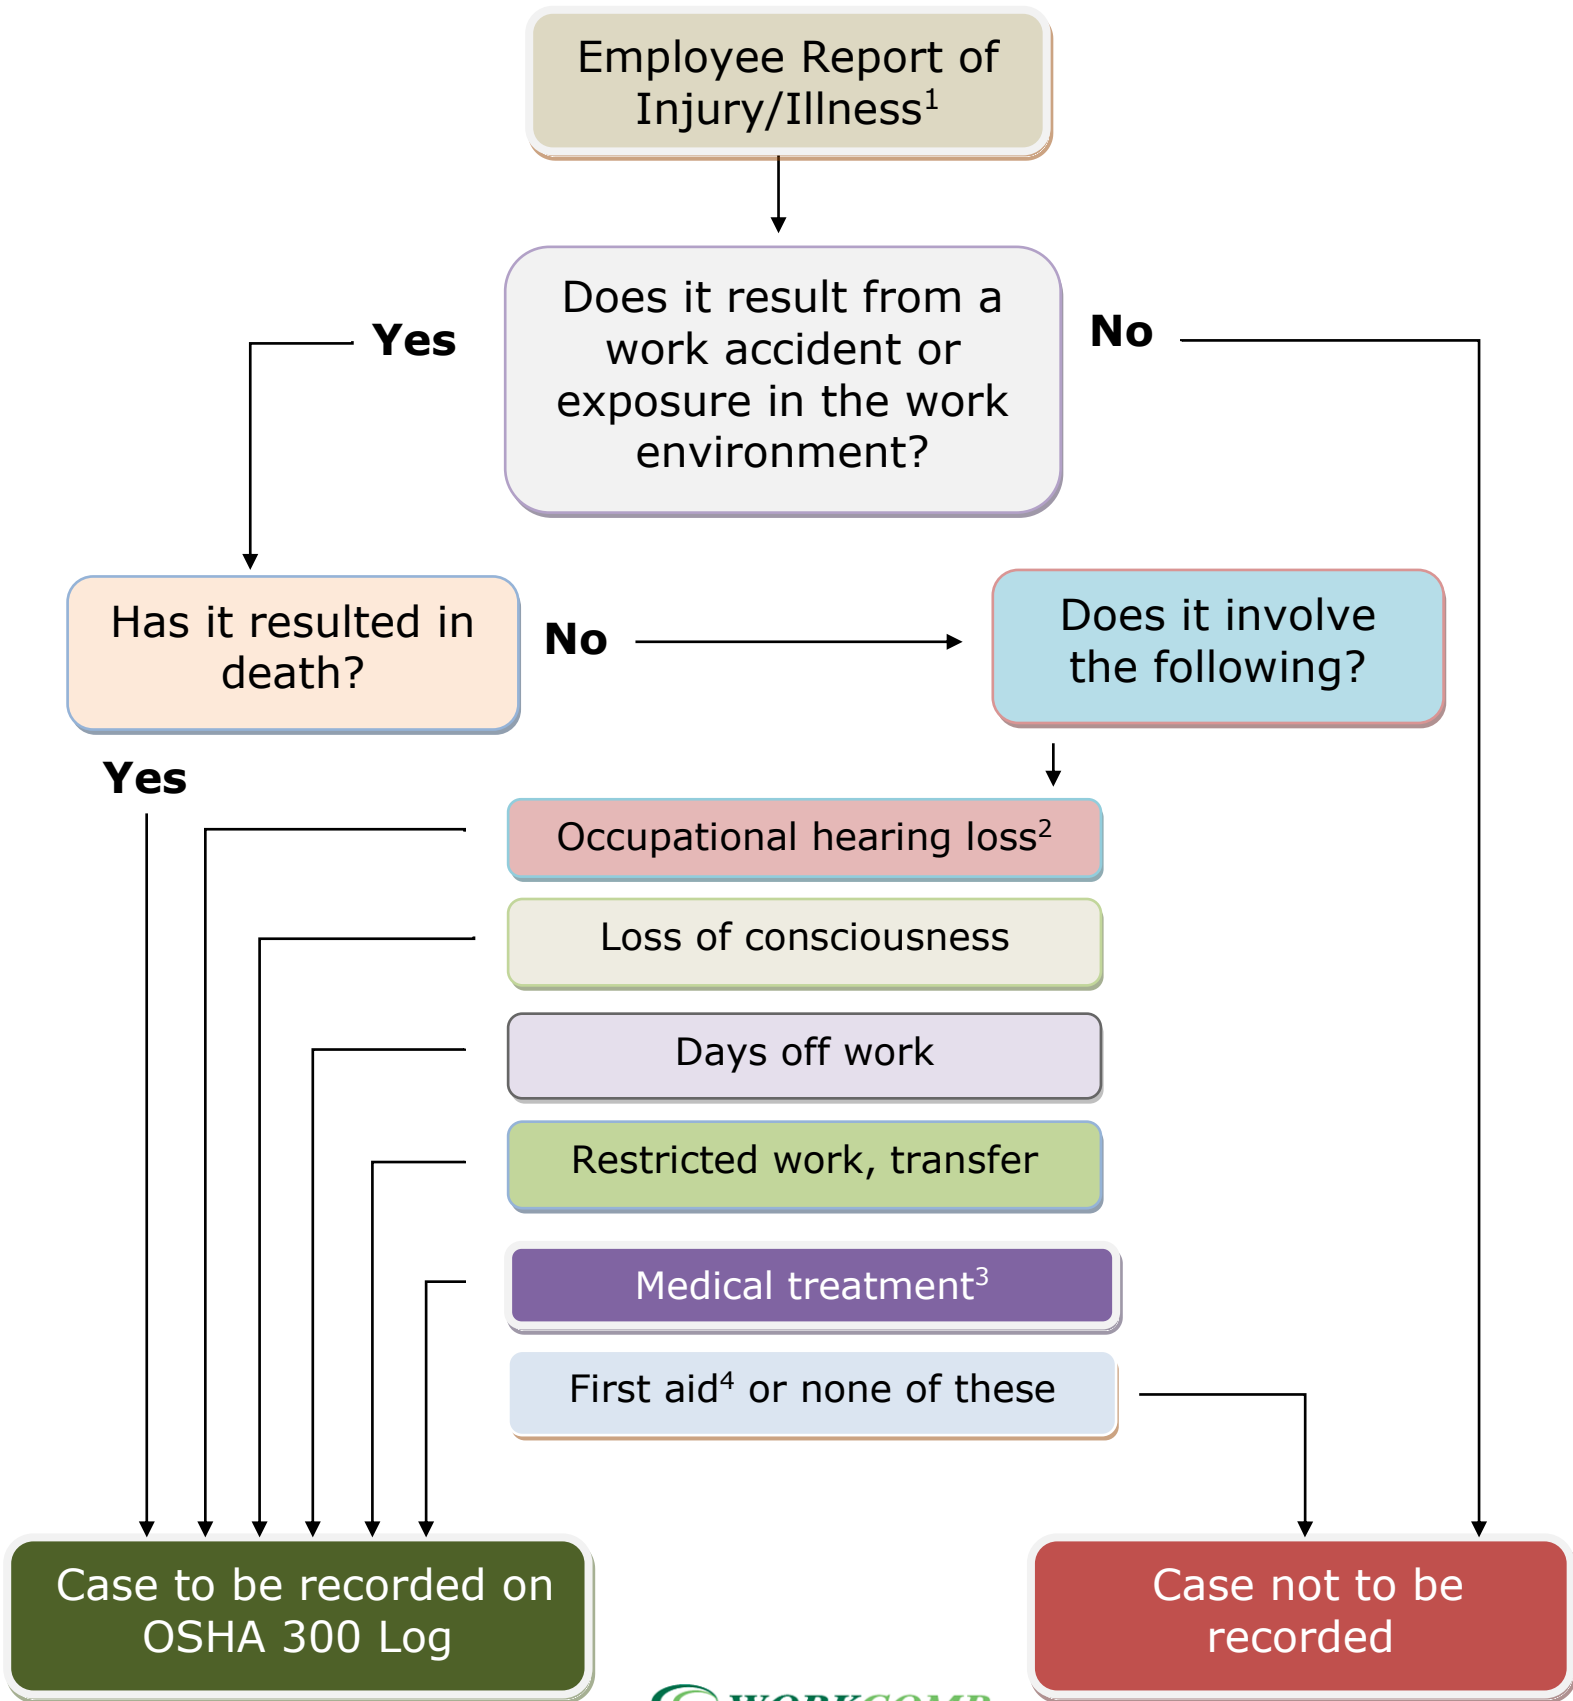 Employee Report of
Injury/Illness¹
Does it result from a
work accident or
exposure in the work
environment?
Yes
No
Has it resulted in
death?
No
Does it involve
the following?
Yes
Occupational hearing loss²
Loss of consciousness
Days off work
Restricted work, transfer
Medical treatment³
First aid⁴ or none of these
Case to be recorded on
OSHA 300 Log
Case not to be
recorded
WORKCOMP